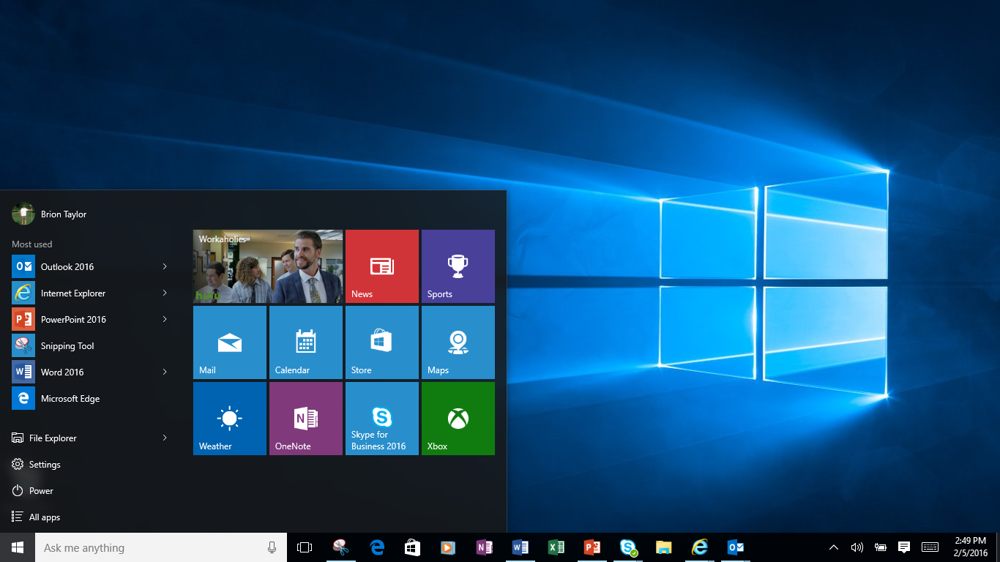 Brion Taylor
Most used
Outlook 2016
Internet Explorer
PowerPoint 2016
Snipping Tool
Word 2016
Microsoft Edge
File Explorer
Settings
Power
All apps
Workaholics
hulu
News
Sports
Mail
Calendar
Store
Maps
Weather
OneNote
Skype for
Business 2016
Xbox
Ask me anything
2:49 PM
2/5/2016